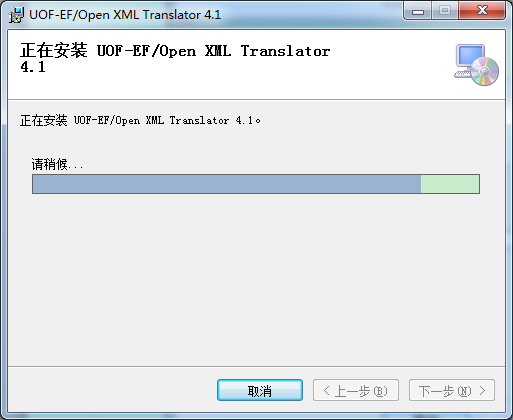 UOF-EF/Open XML Translator 4.1
正在安装 UOF-EF/Open XML Translator
4.1
正在安装 UOF-EF/Open XML Translator 4.1。
请稍候...
取消
< 上一步(B)
下一步(N) >